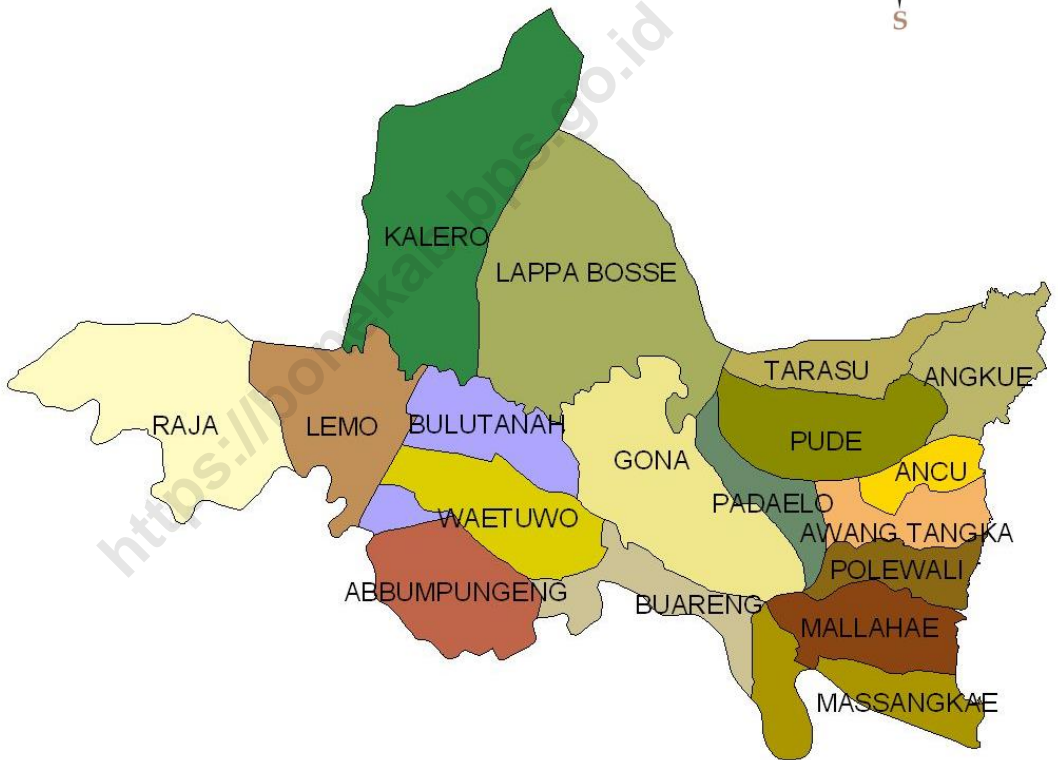 S
KALERO
LAPPA BOSSE
TARASU
ANGKUE
RAJA
LEMO
BULUTANAH
PUDE
GONA
ANCU
PADAELO
WAETUWO
AWANG TANGKA
POLEWALI
ABBUMPUNGENG
BUARENG
MALLAHAE
MASSANGKAE
https://bonekab.bps.go.id